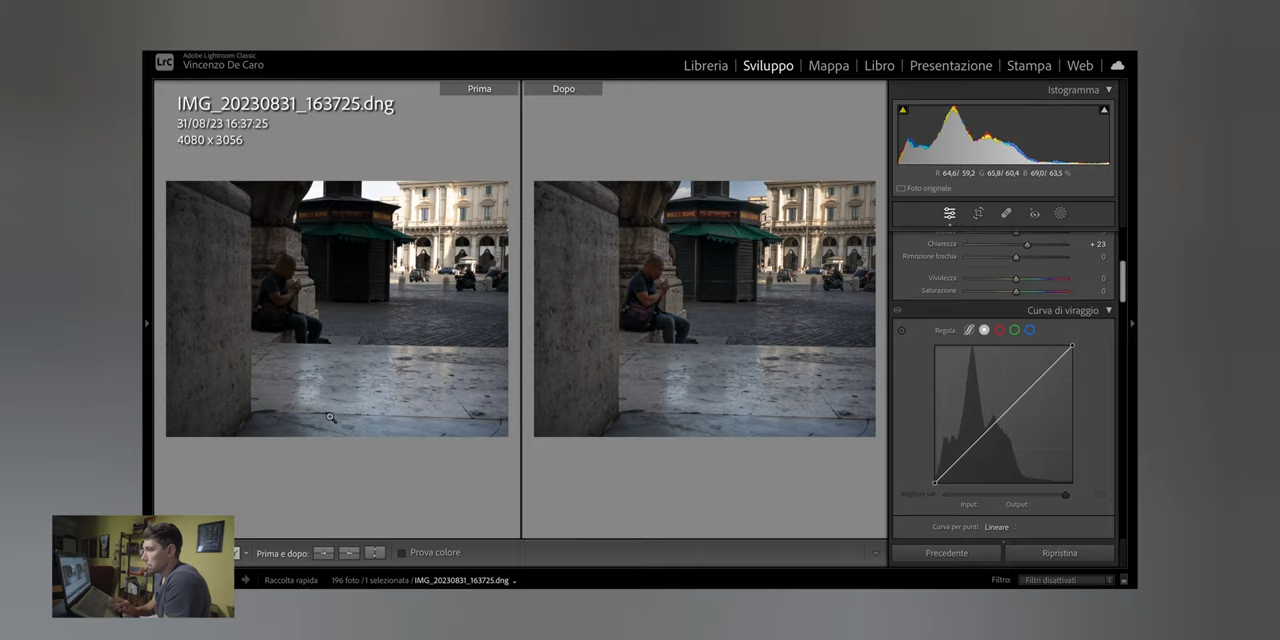 LrC
Adobe Lightroom Classic
Vincenzo De Caro
Libreria | Sviluppo | Mappa | Libro | Presentazione | Stampa | Web
Prima
Dopo
IMG_20230831_163725.dng
31/08/23 16:37:25
4080 x 3056
Istogramma
R 64,6/ 59,2 G 65,8/ 60,4 B 69,0/ 63,5 %
Foto originale
Chiarezza + 23
Rimozione foschia 0
Vividezza 0
Saturazione 0
Curva di viraggio
Regola:
Input: Output:
Curva per punti: Lineare
Precedente Ripristina
Prima e dopo: Prova colore
Raccolta rapida 196 foto /1 selezionata /IMG_20230831_163725.dng
Filtro: Filtri disattivati